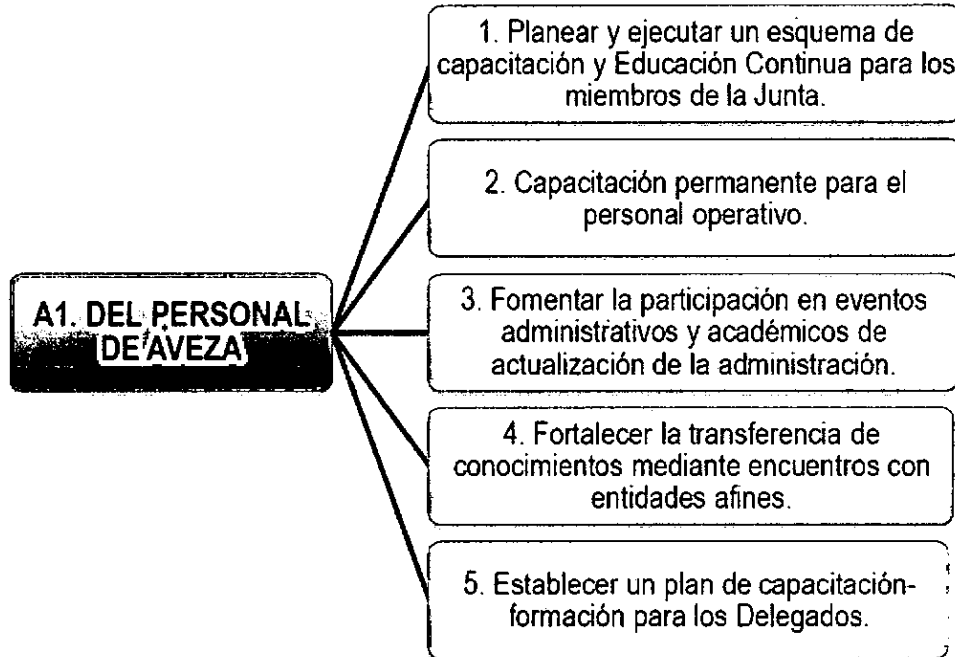 1. Planear y ejecutar un esquema de
capacitación y Educación Continua para los
miembros de la Junta.
2. Capacitación permanente para el
personal operativo.
A1. DEL PERSONAL
DE AVEZA
3. Fomentar la participación en eventos
administrativos y académicos de
actualización de la administración.
4. Fortalecer la transferencia de
conocimientos mediante encuentros con
entidades afines.
5. Establecer un plan de capacitación-
formación para los Delegados.